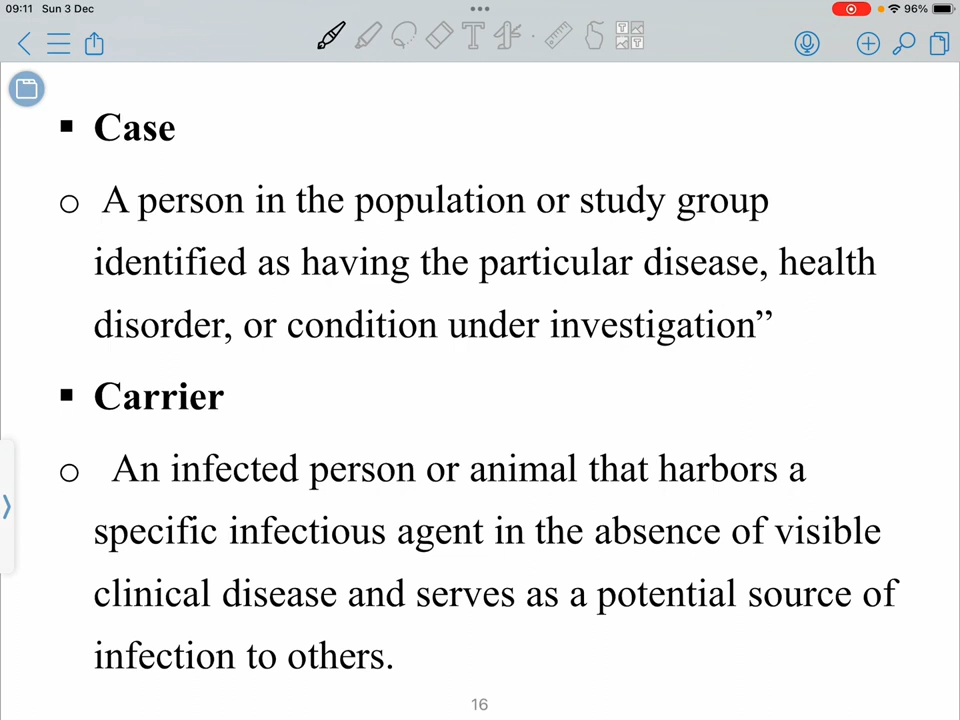 09:11 Sun 3 Dec
96%
▪ Case
o A person in the population or study group
identified as having the particular disease, health
disorder, or condition under investigation”
▪ Carrier
o An infected person or animal that harbors a
specific infectious agent in the absence of visible
clinical disease and serves as a potential source of
infection to others.
16